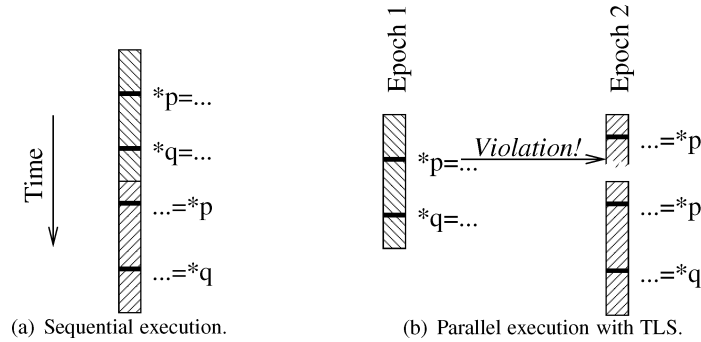 Time
*p=...
*q=...
...=*p
...=*q
(a) Sequential execution.
Epoch 1
Epoch 2
*p=...
*q=...
Violation!
...=*p
...=*p
...=*q
(b) Parallel execution with TLS.